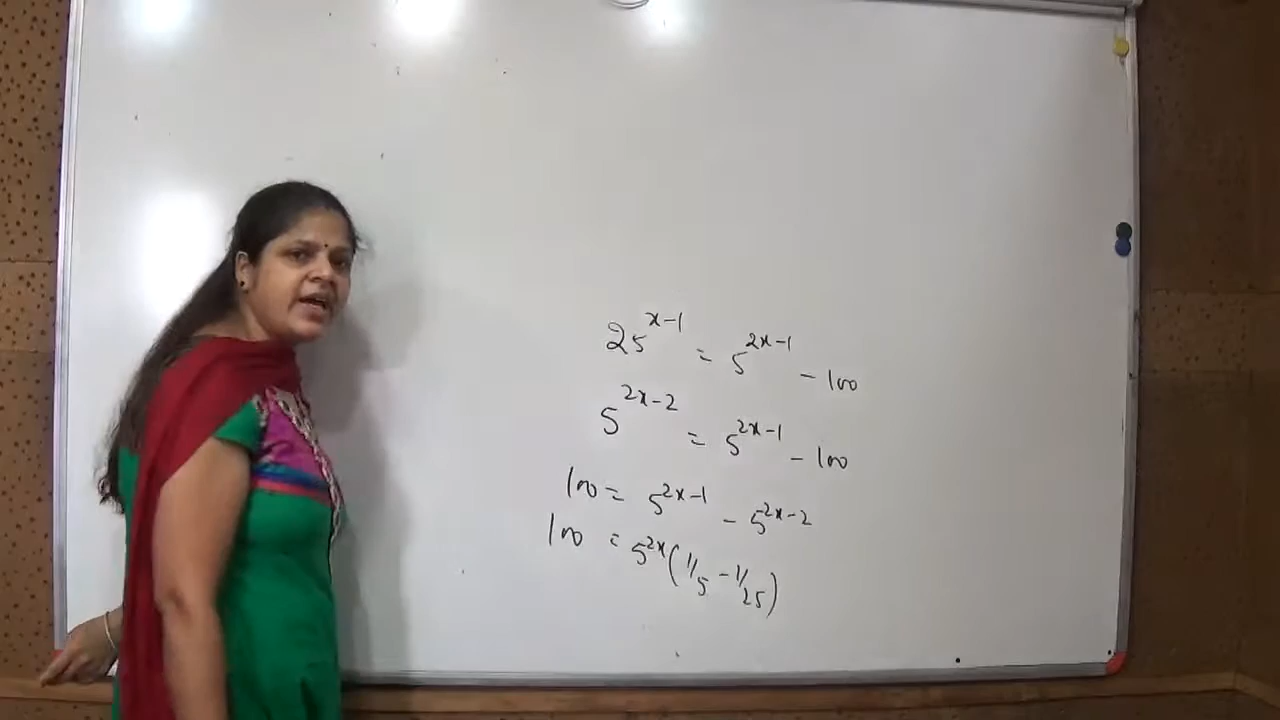 25^(x-1) = 5^(2x-1) - 100
5^(2x-2) = 5^(2x-1) - 100
100 = 5^(2x-1) - 5^(2x-2)
100 = 5^(2x) (1/5 - 1/25)